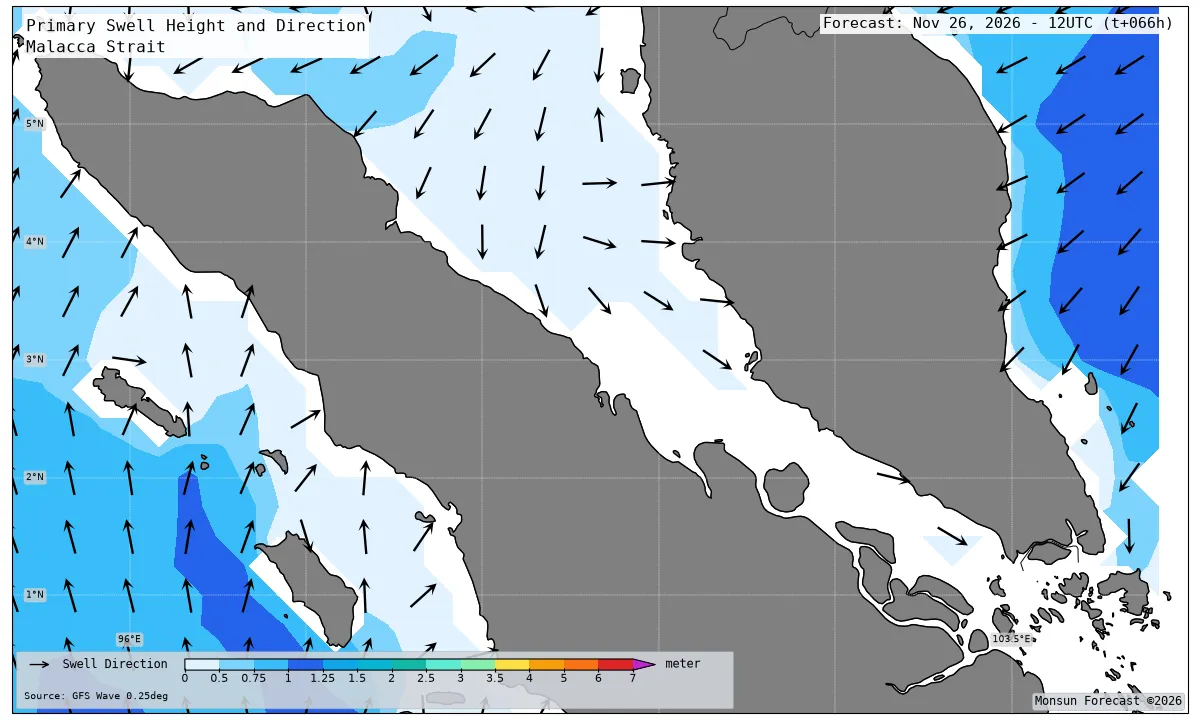 Primary Swell Height and Direction
Malacca Strait
Forecast: Nov 26, 2026 - 12UTC (t+066h)
5°N
4°N
3°N
2°N
1°N
96°E
103.5°E
Swell Direction
0 0.5 0.75 1 1.25 1.5 2 2.5 3 3.5 4 5 6 7
meter
Source: GFS Wave 0.25deg
Monsun Forecast ©2026